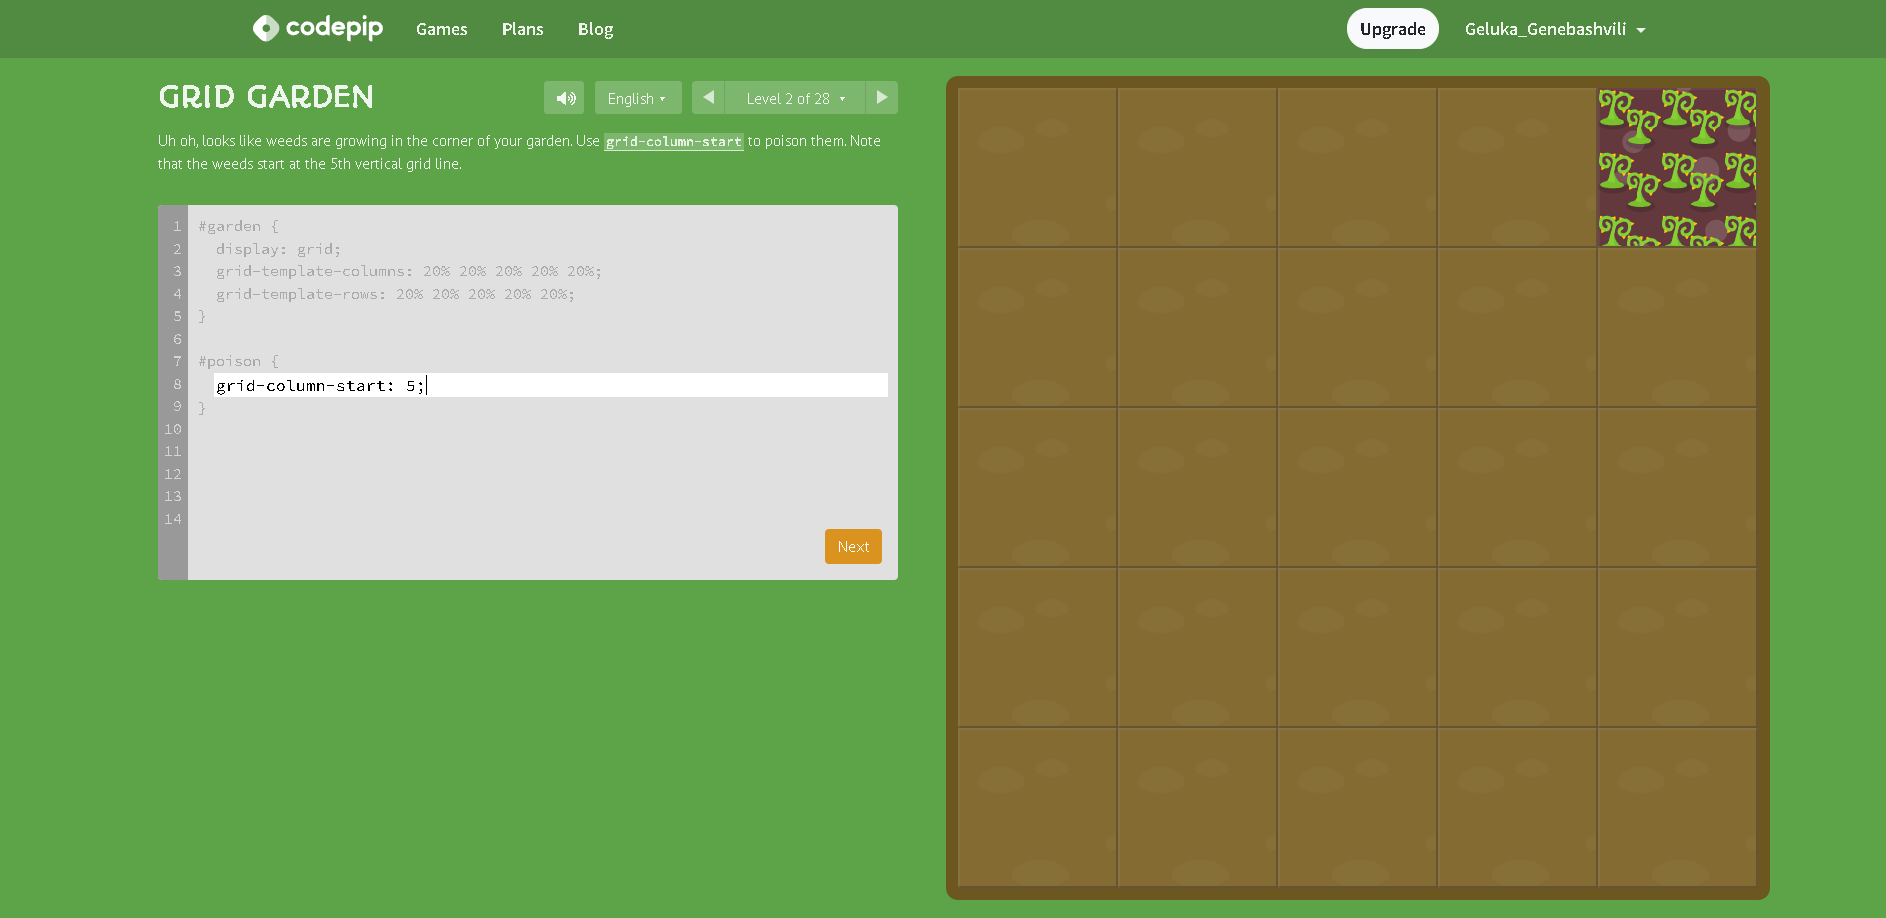 codepip Games Plans Blog Upgrade Geluka_Genebashvili
GRID GARDEN English Level 2 of 28
Uh oh, looks like weeds are growing in the corner of your garden. Use grid-column-start to poison them. Note
that the weeds start at the 5th vertical grid line.
1 #garden {
2 display: grid;
3 grid-template-columns: 20% 20% 20% 20% 20%;
4 grid-template-rows: 20% 20% 20% 20% 20%;
5 }
6
7 #poison {
8 grid-column-start: 5;
9 }
10
11
12
13
14
Next